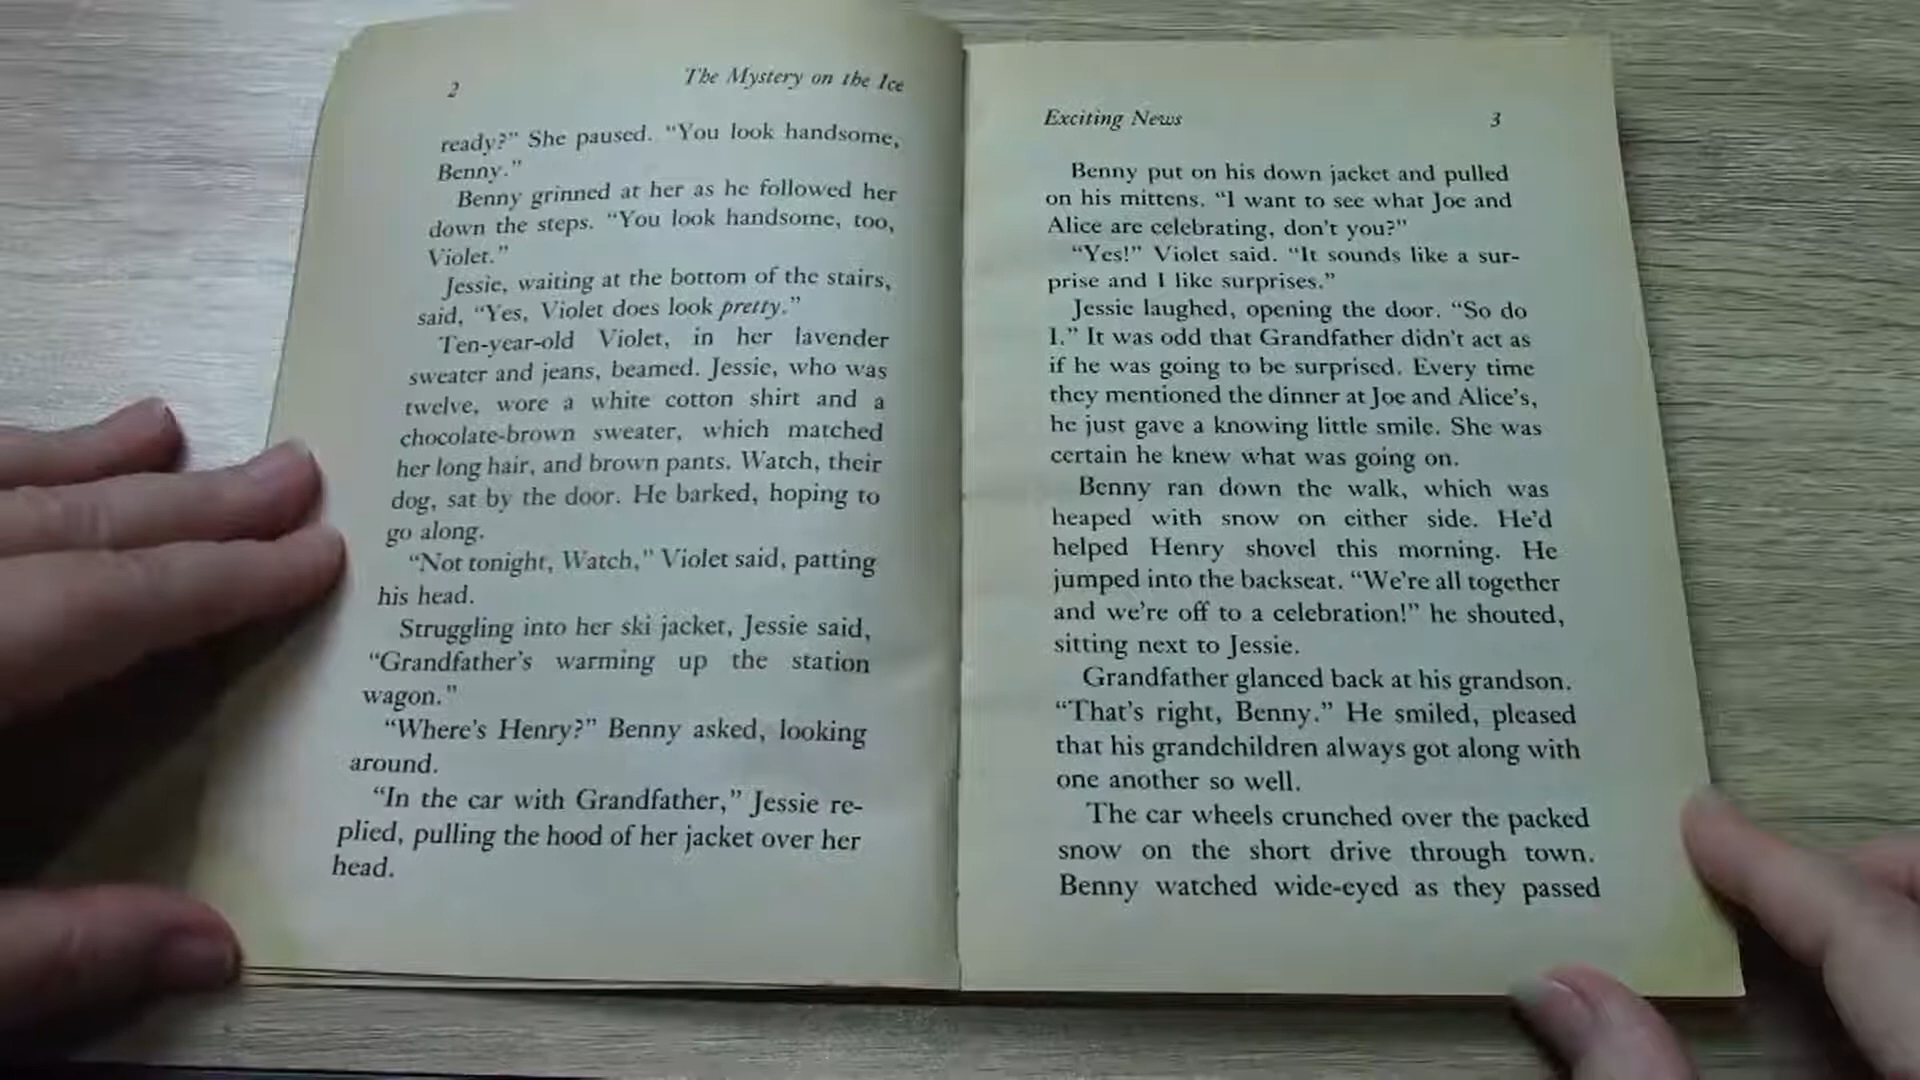 2
The Mystery on the Ice
ready?” She paused. “You look handsome,
Benny.”
Benny grinned at her as he followed her
down the steps. “You look handsome, too,
Violet.”
Jessie, waiting at the bottom of the stairs,
said, “Yes, Violet does look pretty.”
Ten-year-old Violet, in her lavender
sweater and jeans, beamed. Jessie, who was
twelve, wore a white cotton shirt and a
chocolate-brown sweater, which matched
her long hair, and brown pants. Watch, their
dog, sat by the door. He barked, hoping to
go along.
“Not tonight, Watch,” Violet said, patting
his head.
Struggling into her ski jacket, Jessie said,
“Grandfather’s warming up the station
wagon.”
“Where’s Henry?” Benny asked, looking
around.
“In the car with Grandfather,” Jessie re-
plied, pulling the hood of her jacket over her
head.
Exciting News
3
Benny put on his down jacket and pulled
on his mittens. “I want to see what Joe and
Alice are celebrating, don’t you?”
“Yes!” Violet said. “It sounds like a sur-
prise and I like surprises.”
Jessie laughed, opening the door. “So do
I.” It was odd that Grandfather didn’t act as
if he was going to be surprised. Every time
they mentioned the dinner at Joe and Alice’s,
he just gave a knowing little smile. She was
certain he knew what was going on.
Benny ran down the walk, which was
heaped with snow on either side. He’d
helped Henry shovel this morning. He
jumped into the backseat. “We’re all together
and we’re off to a celebration!” he shouted,
sitting next to Jessie.
Grandfather glanced back at his grandson.
“That’s right, Benny.” He smiled, pleased
that his grandchildren always got along with
one another so well.
The car wheels crunched over the packed
snow on the short drive through town.
Benny watched wide-eyed as they passed